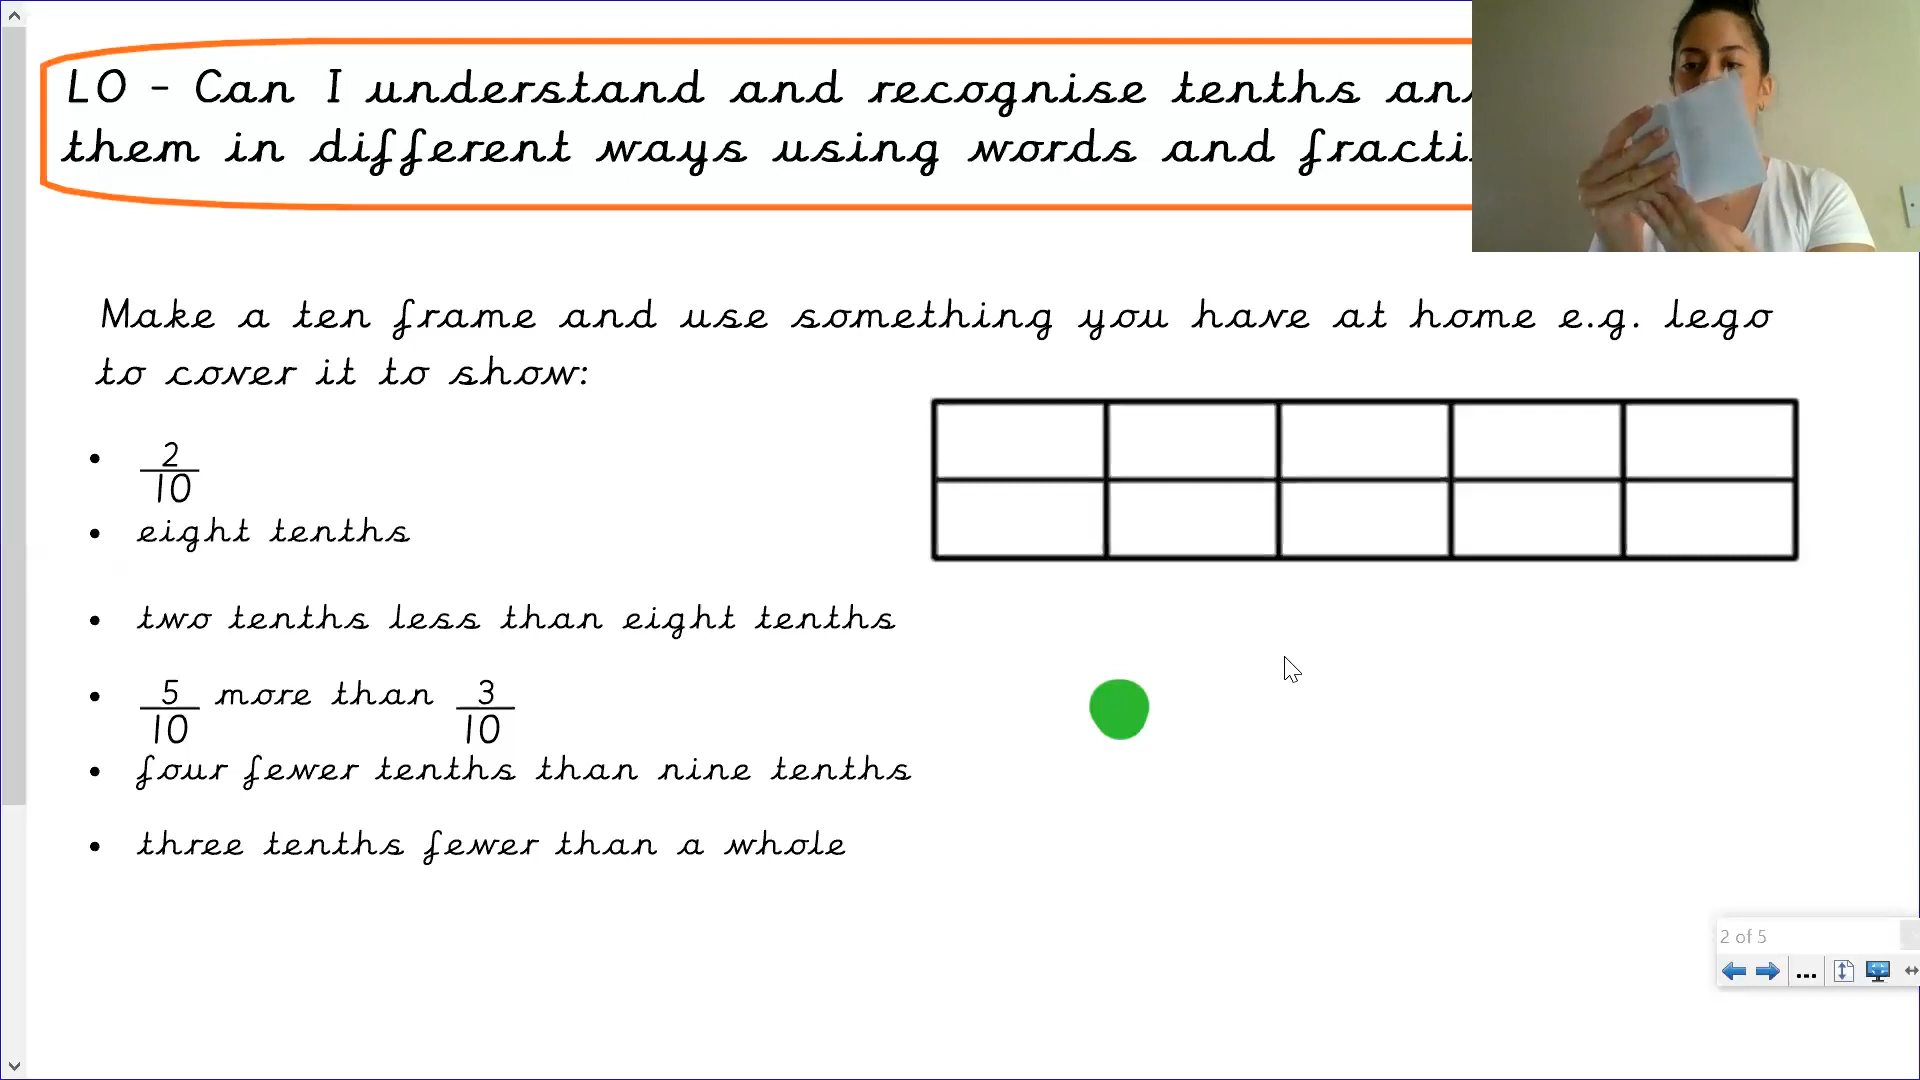 LO - Can I understand and recognise tenths
them in different ways using words and
Make a ten frame and use something you have at home e.g. lego
to cover it to show:
• 2/10
• eight tenths
• two tenths less than eight tenths
• 5/10 more than 3/10
• four fewer tenths than nine tenths
• three tenths fewer than a whole
2 of 5